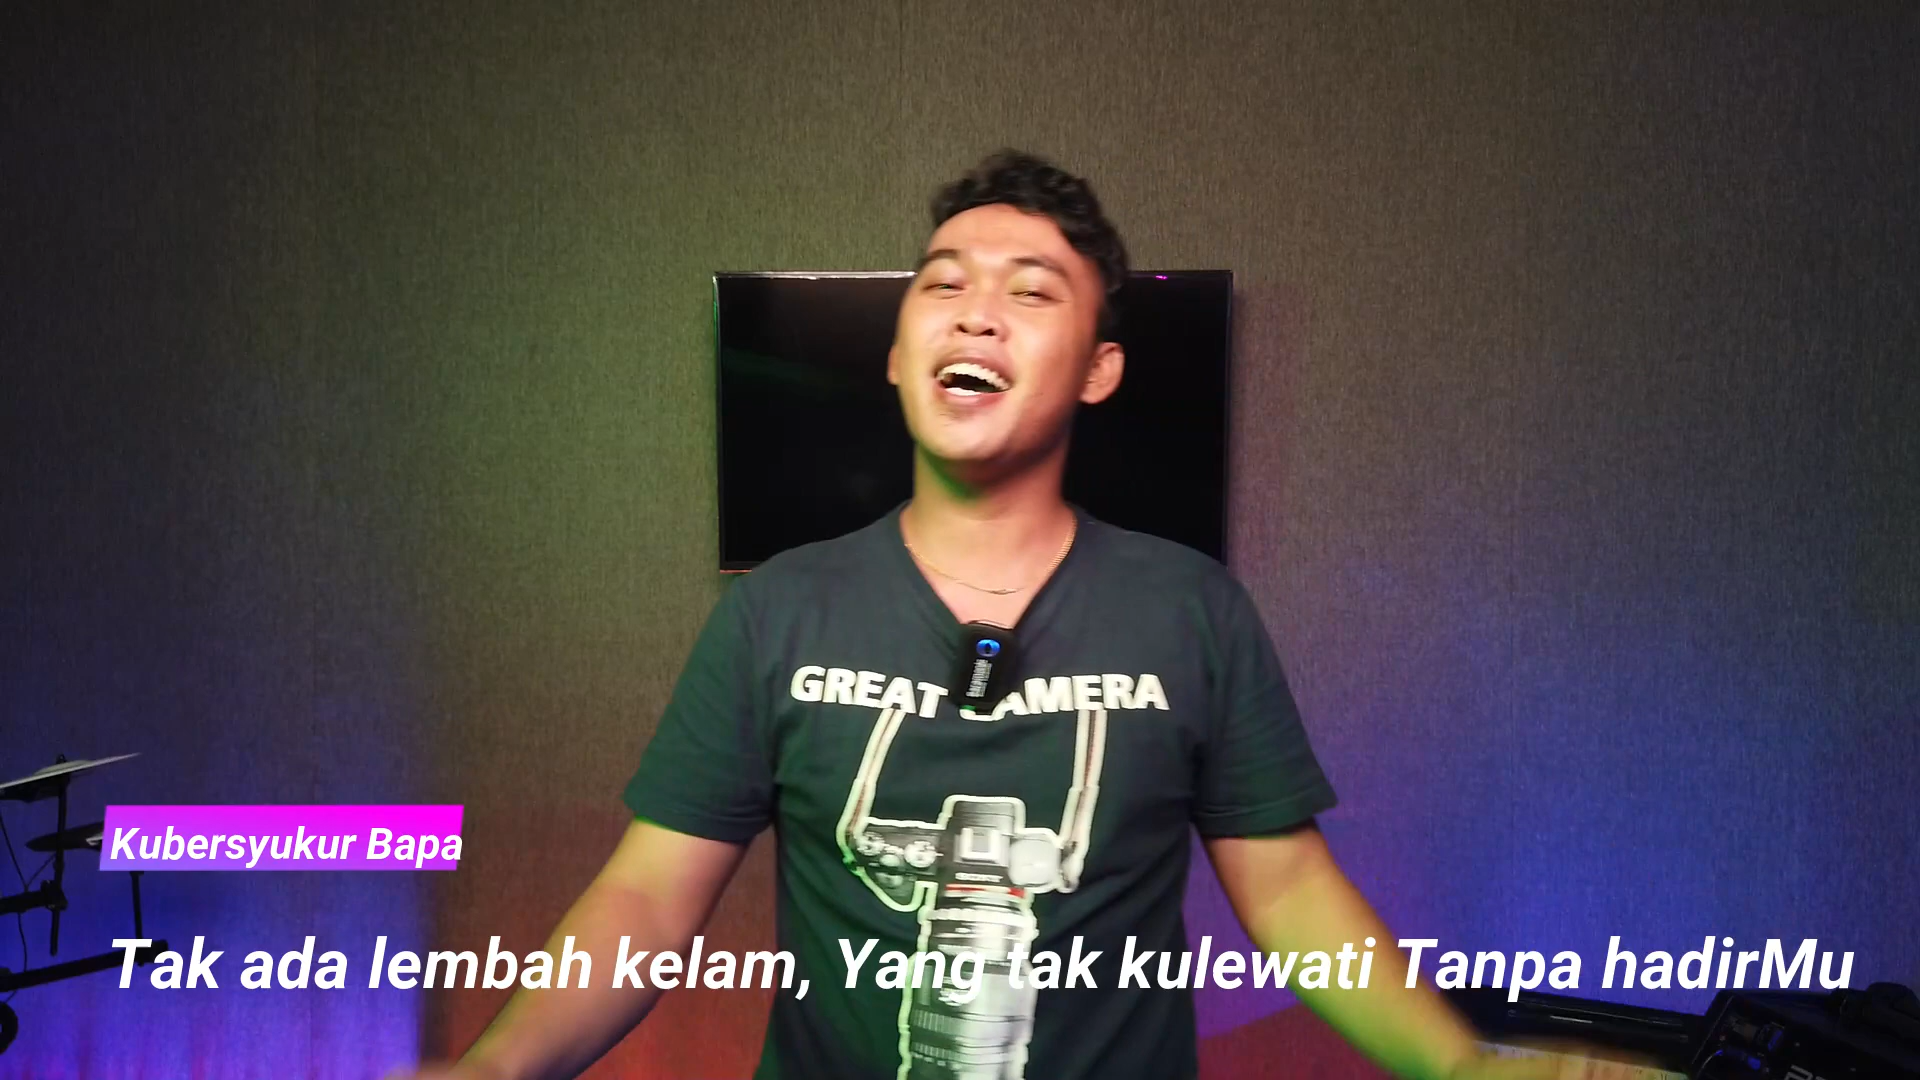 GREAT CAMERA
Kubersyukur Bapa
Tak ada lembah kelam, Yang tak kulewati Tanpa hadirMu